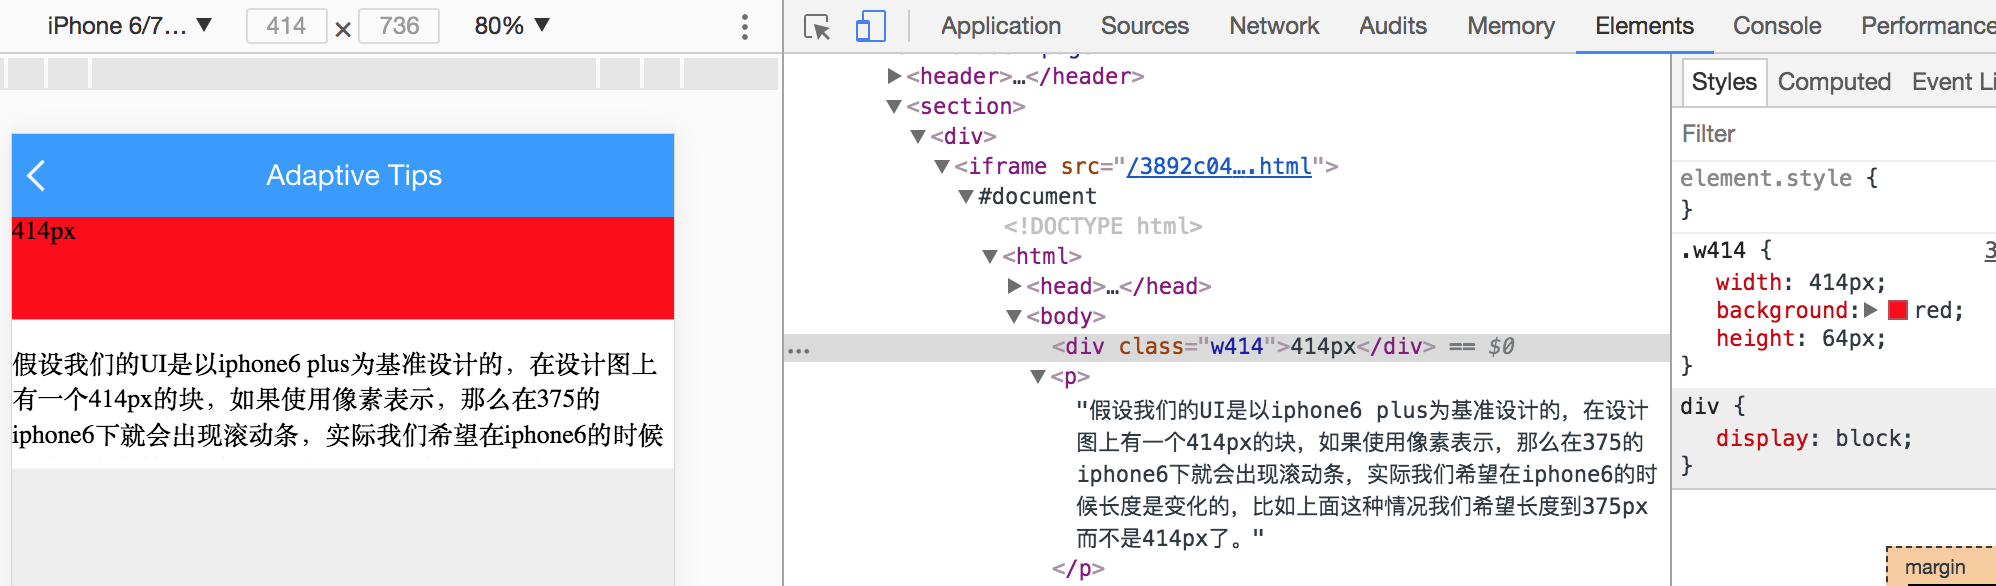 iPhone 6/7... ▼ 414 × 736 80% ▼
Application Sources Network Audits Memory Elements Console Performance
Adaptive Tips
414px
假设我们的UI是以iphone6 plus为基准设计的，在设计图上
有一个414px的块，如果使用像素表示，那么在375的
iphone6下就会出现滚动条，实际我们希望在iphone6的时候
▶<header>…</header>
▼<section>
▼<div>
▼<iframe src="/3892c04….html">
▼#document
<!DOCTYPE html>
▼<html>
▶<head>…</head>
▼<body>
<div class="w414">414px</div> == $0
▼<p>
"假设我们的UI是以iphone6 plus为基准设计的，在设计
图上有一个414px的块，如果使用像素表示，那么在375的
iphone6下就会出现滚动条，实际我们希望在iphone6的时
候长度是变化的，比如上面这种情况我们希望长度到375px
而不是414px了。"
</p>
Styles Computed Event Li
Filter
element.style {
}
.w414 { 3
width: 414px;
background:▶ red;
height: 64px;
}
div {
display: block;
}
margin